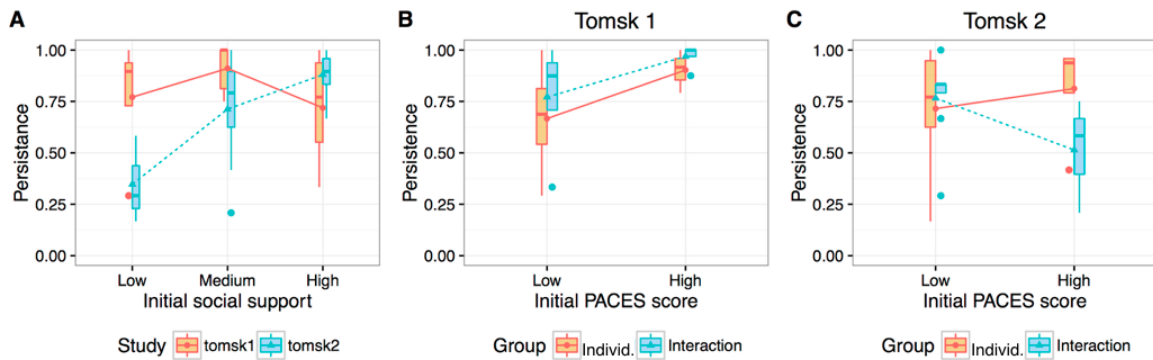 A
Persistance
1.00
0.75
0.50
0.25
0.00
Low Medium High
Initial social support
Study tomsk1 tomsk2
B
Tomsk 1
Persistence
1.00
0.75
0.50
0.25
0.00
Low High
Initial PACES score
Group Individ. Interaction
C
Tomsk 2
Persistence
1.00
0.75
0.50
0.25
0.00
Low High
Initial PACES score
Group Individ. Interaction